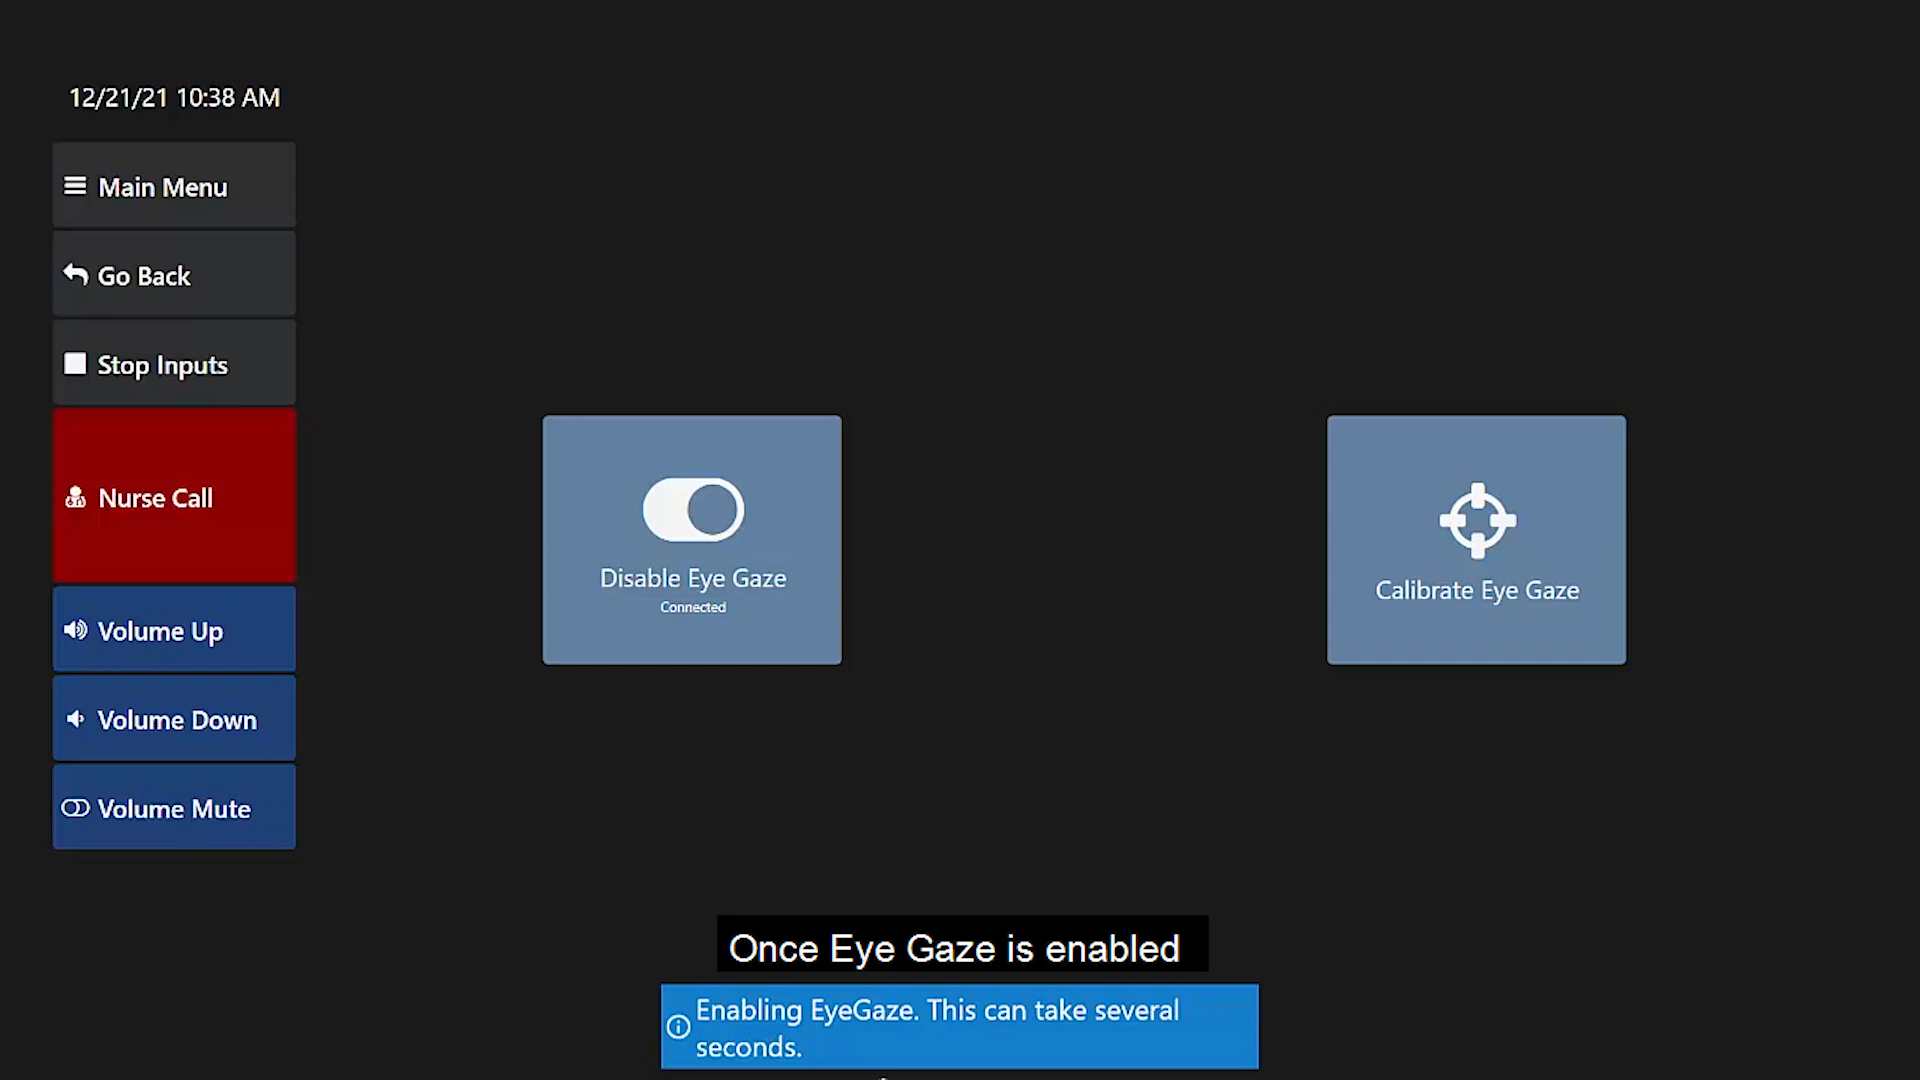 12/21/21 10:38 AM
Main Menu
Go Back
Stop Inputs
Nurse Call
Volume Up
Volume Down
Volume Mute
Disable Eye Gaze
Connected
Calibrate Eye Gaze
Once Eye Gaze is enabled
Enabling EyeGaze. This can take several
seconds.